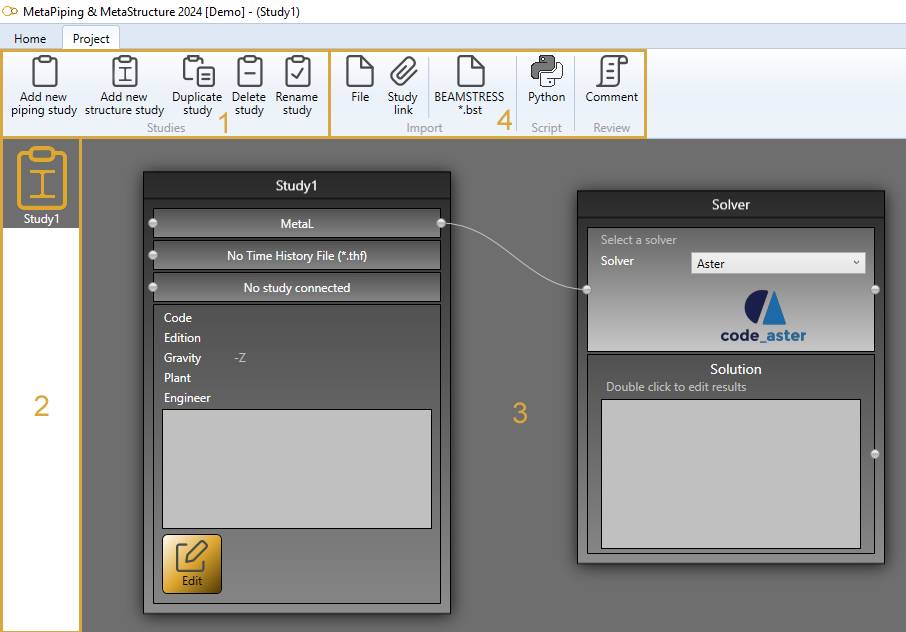 MetaPiping & MetaStructure 2024 [Demo] - (Study1)
Home Project
Add new piping study
Add new structure study
Duplicate study
Delete study
Rename study
Studies
1
File
Study link
BEAMSTRESS *.bst
Import
4
Python
Script
Comment
Review
Study1
2
Study1
MetaL
No Time History File (*.thf)
No study connected
Code
Edition
Gravity -Z
Plant
Engineer
Edit
3
Solver
Select a solver
Solver Aster
code_aster
Solution
Double click to edit results